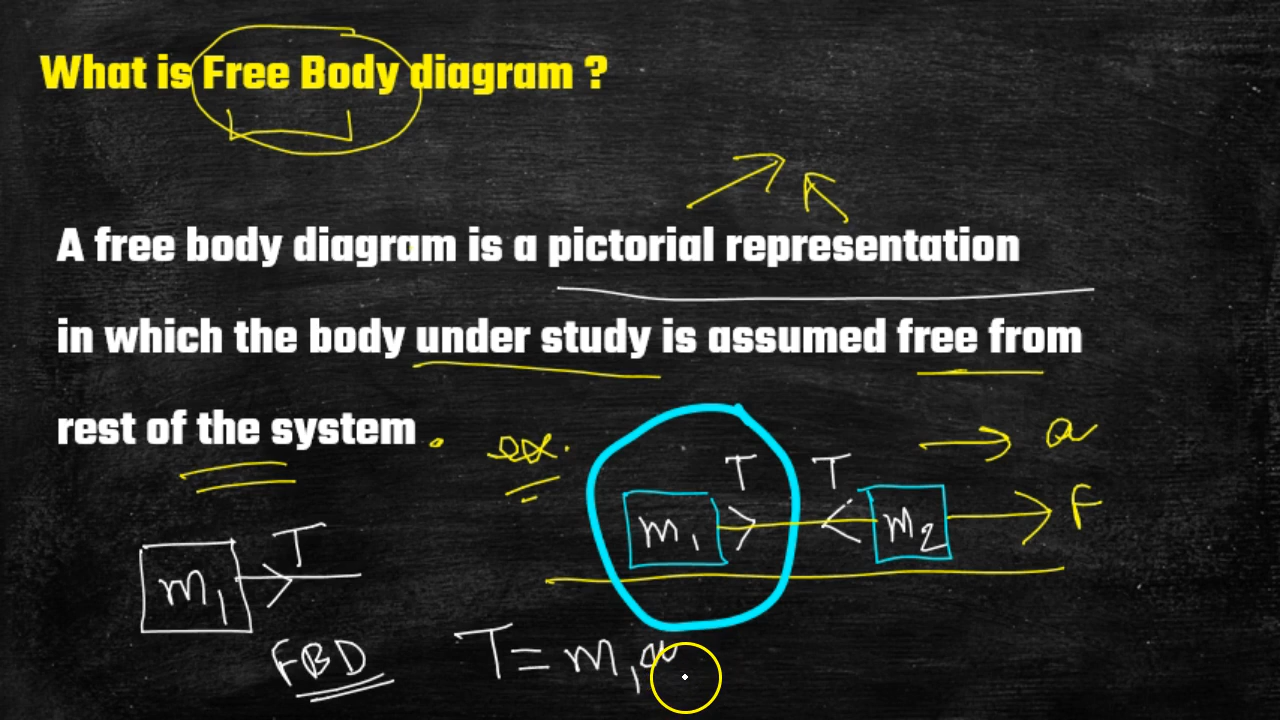 What is Free Body diagram ?
A free body diagram is a pictorial representation
in which the body under study is assumed free from
rest of the system .
ex.
a
T T
m1 m2 F
T
m1
FBD
T = m1a